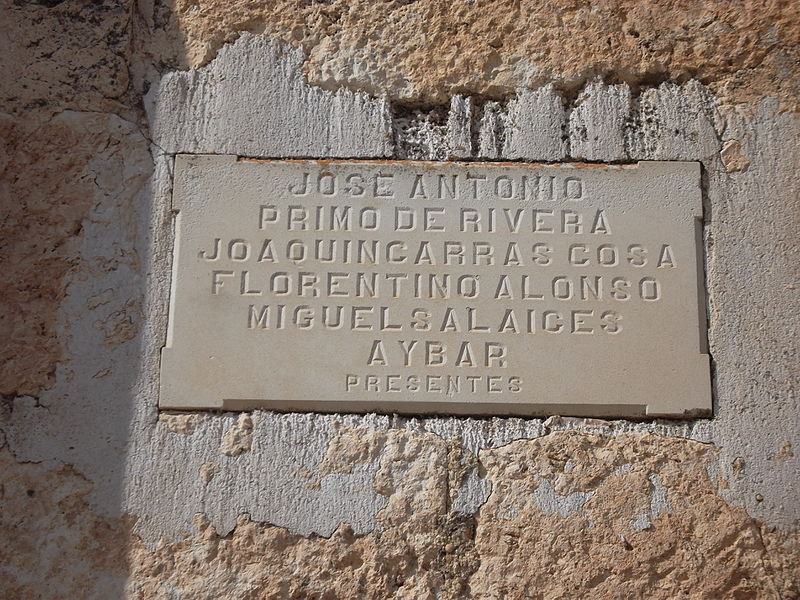 JOSE ANTONIO
PRIMO DE RIVERA
JOAQUIN CARRAS COSA
FLORENTINO ALONSO
MIGUEL SALAICES
AYBAR
PRESENTES